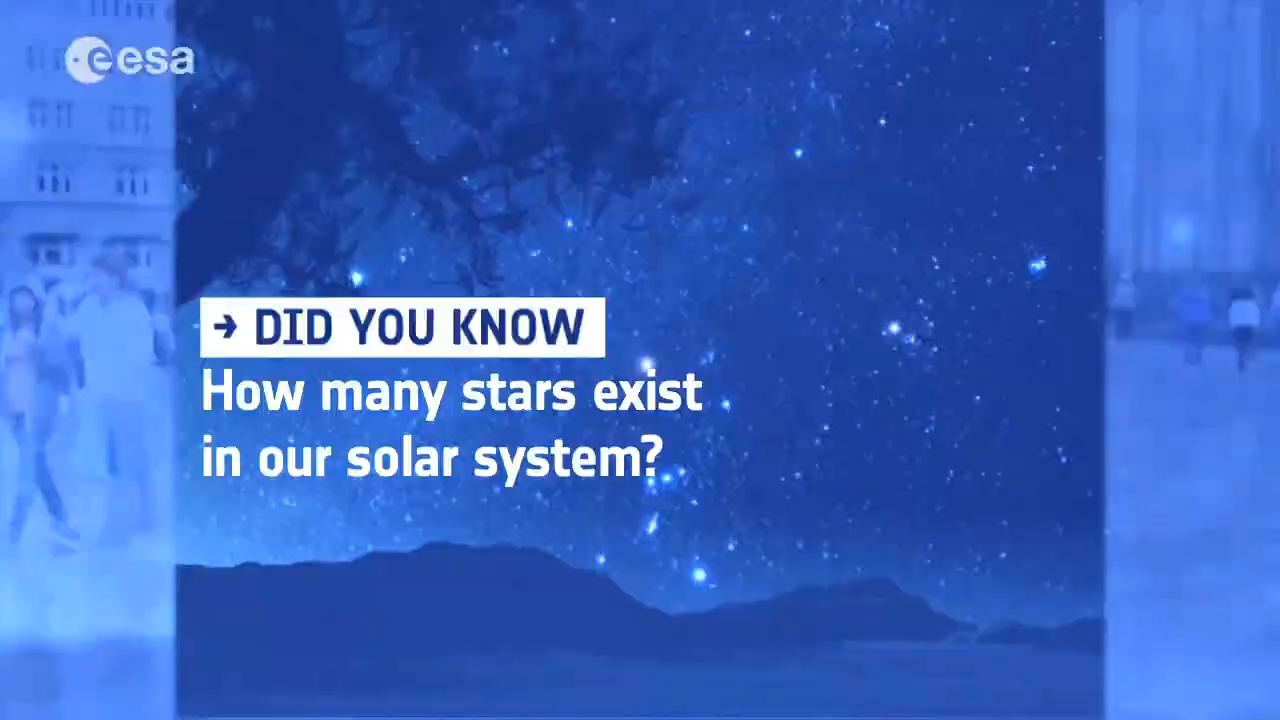 esa
→ DID YOU KNOW
How many stars exist
in our solar system?